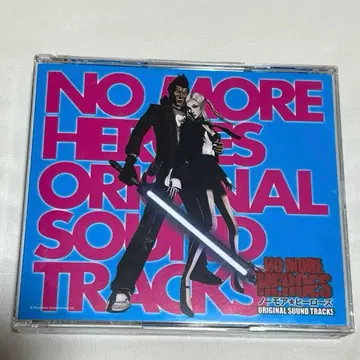 NO MORE
HEROES
ORIGINAL
SOUND
TRACKS
NO MORE
HEROES
ノーモア★ヒーローズ
ORIGINAL SOUND TRACKS